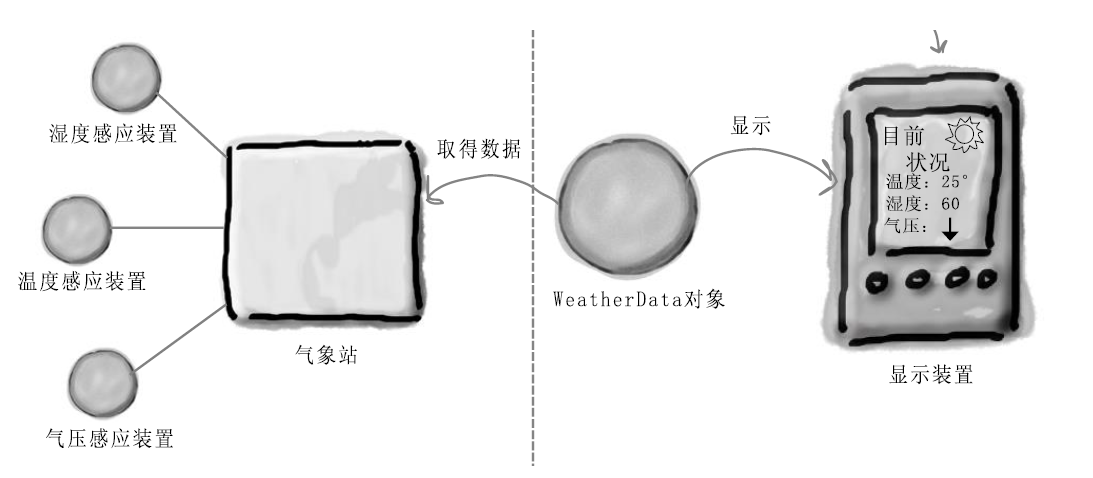 湿度感应装置
温度感应装置
气压感应装置
气象站
取得数据
WeatherData对象
显示
目前
状况
温度: 25°
湿度: 60
气压:
显示装置